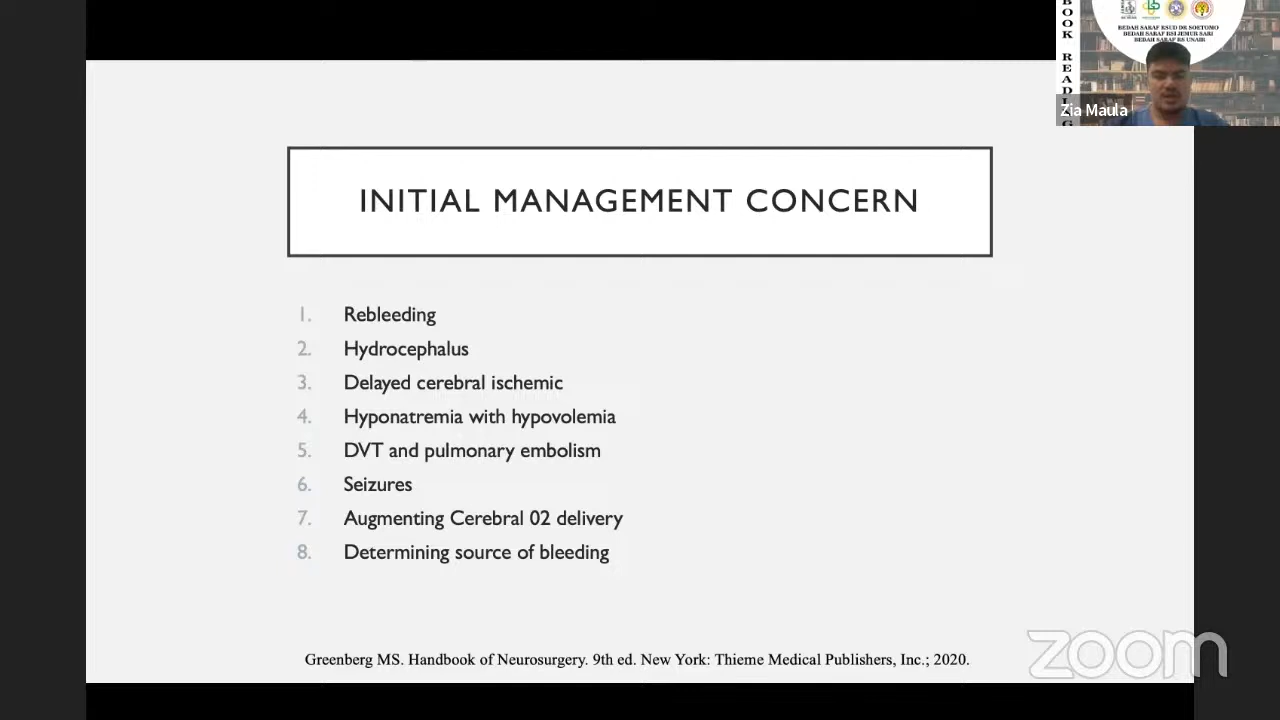 BOOK READING
BEDAH SARAF RSUD DR SOETOMO
BEDAH SARAF RSI JEMUR SARI
BEDAH SARAF RS UNAIR
Zia Maula
INITIAL MANAGEMENT CONCERN
1. Rebleeding
2. Hydrocephalus
3. Delayed cerebral ischemic
4. Hyponatremia with hypovolemia
5. DVT and pulmonary embolism
6. Seizures
7. Augmenting Cerebral 02 delivery
8. Determining source of bleeding
Greenberg MS. Handbook of Neurosurgery. 9th ed. New York: Thieme Medical Publishers, Inc.; 2020.
zoom